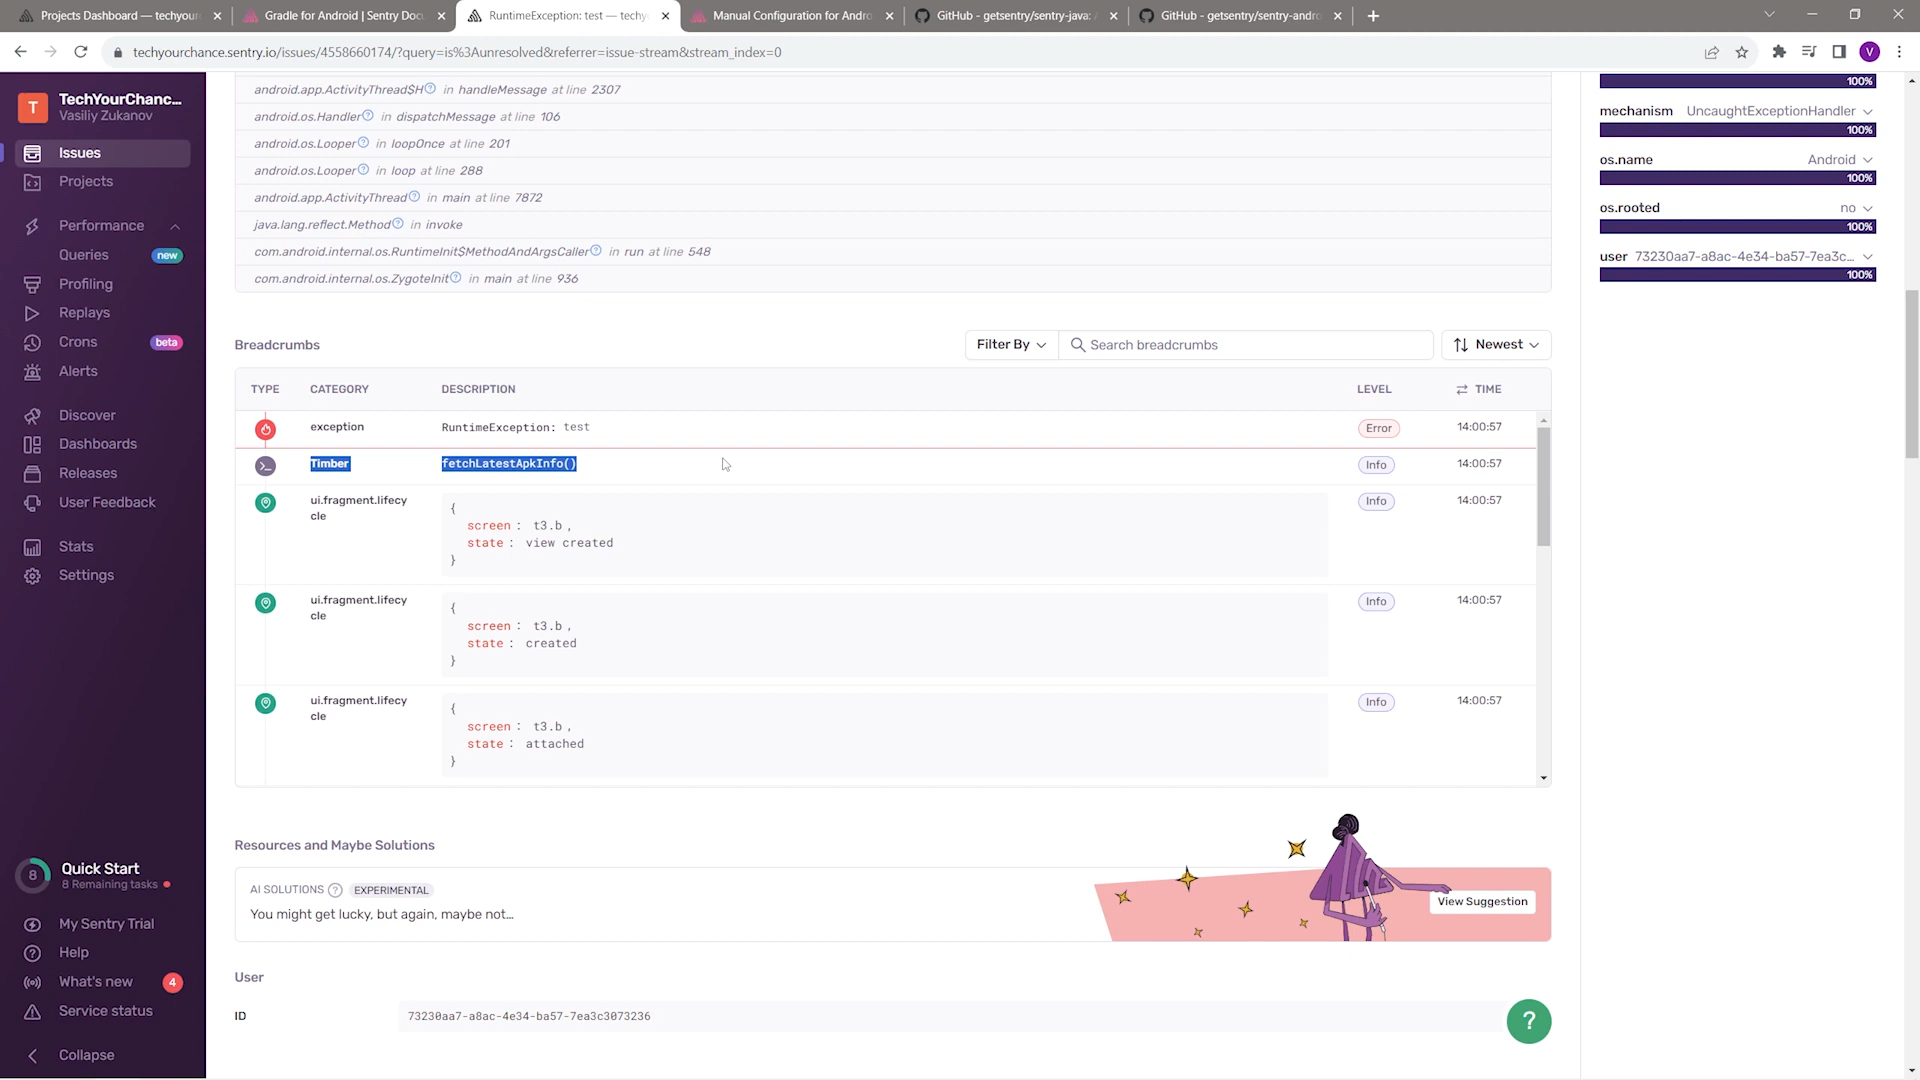 Projects Dashboard — techyour
Gradle for Android | Sentry Docu
RuntimeException: test — techy
Manual Configuration for Andro
GitHub - getsentry/sentry-java: A
GitHub - getsentry/sentry-andro
techyourchance.sentry.io/issues/4558660174/?query=is%3Aunresolved&referrer=issue-stream&stream_index=0
V
T
TechYourChanc...
Vasiliy Zukanov
Issues
Projects
Performance
Queries new
Profiling
Replays
Crons beta
Alerts
Discover
Dashboards
Releases
User Feedback
Stats
Settings
8
Quick Start
8 Remaining tasks
My Sentry Trial
Help
What's new 4
Service status
Collapse
android.app.ActivityThread$H in handleMessage at line 2307
android.os.Handler in dispatchMessage at line 106
android.os.Looper in loopOnce at line 201
android.os.Looper in loop at line 288
android.app.ActivityThread in main at line 7872
java.lang.reflect.Method in invoke
com.android.internal.os.RuntimeInit$MethodAndArgsCaller in run at line 548
com.android.internal.os.ZygoteInit in main at line 936
Breadcrumbs
Filter By
Search breadcrumbs
Newest
TYPE CATEGORY DESCRIPTION LEVEL TIME
exception RuntimeException: test Error 14:00:57
Timber fetchLatestApkInfo() Info 14:00:57
ui.fragment.lifecy
cle
{
screen : t3.b ,
state : view created
}
Info 14:00:57
ui.fragment.lifecy
cle
{
screen : t3.b ,
state : created
}
Info 14:00:57
ui.fragment.lifecy
cle
{
screen : t3.b ,
state : attached
}
Info 14:00:57
Resources and Maybe Solutions
AI SOLUTIONS ? EXPERIMENTAL
You might get lucky, but again, maybe not...
View Suggestion
User
ID 73230aa7-a8ac-4e34-ba57-7ea3c3073236
?
100%
mechanism UncaughtExceptionHandler
100%
os.name Android
100%
os.rooted no
100%
user 73230aa7-a8ac-4e34-ba57-7ea3c...
100%